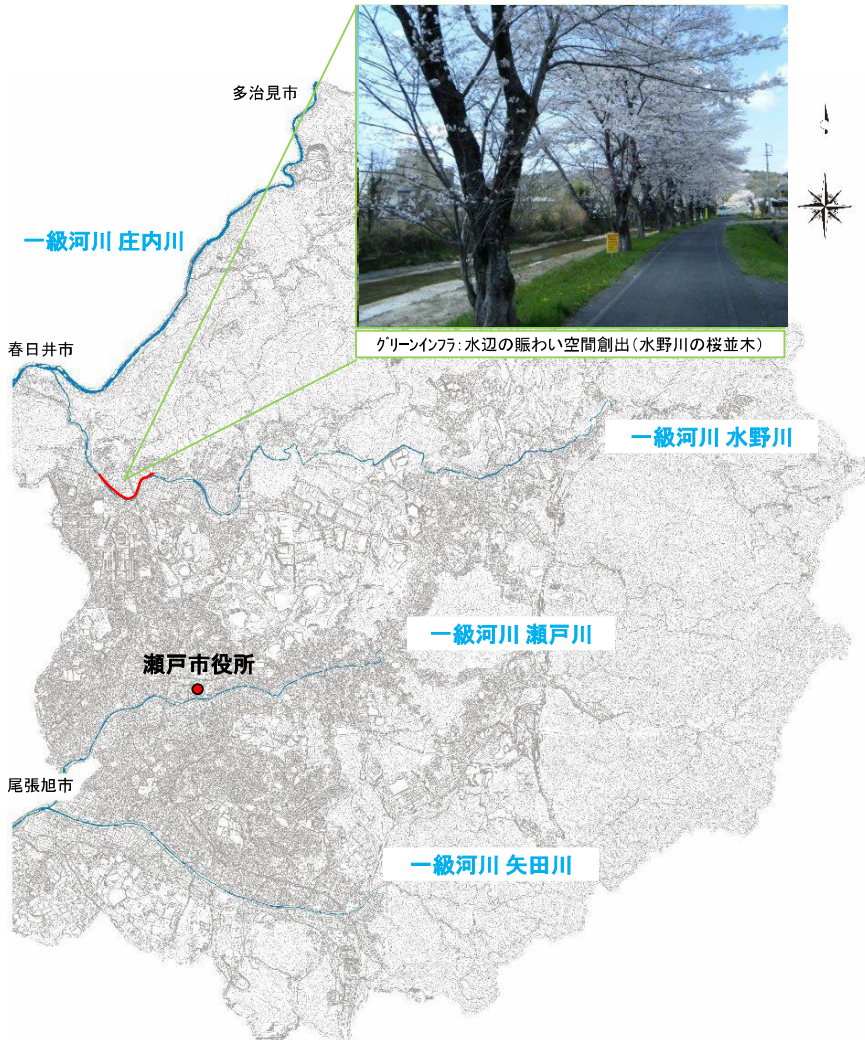 多治見市
一級河川 庄内川
春日井市
グリーンインフラ:水辺の賑わい空間創出(水野川の桜並木)
一級河川 水野川
一級河川 瀬戸川
瀬戸市役所
尾張旭市
一級河川 矢田川